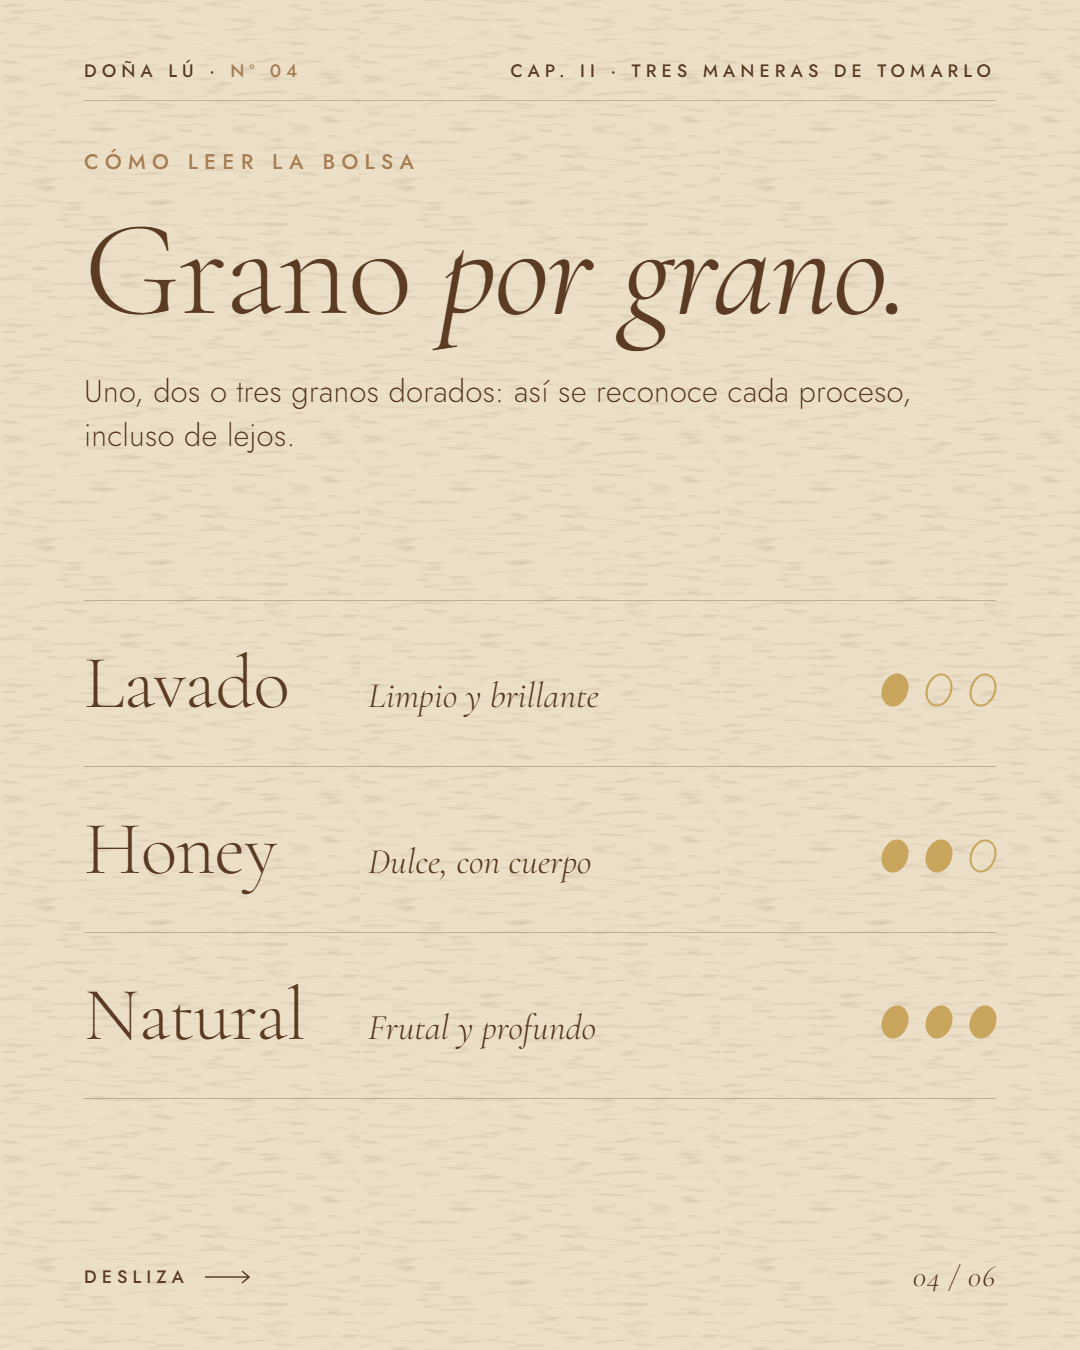 DOÑA LÚ · N° 04
CAP. II · TRES MANERAS DE TOMARLO
CÓMO LEER LA BOLSA
Grano por grano.
Uno, dos o tres granos dorados: así se reconoce cada proceso,
incluso de lejos.
Lavado
Limpio y brillante
Honey
Dulce, con cuerpo
Natural
Frutal y profundo
DESLIZA
04 / 06